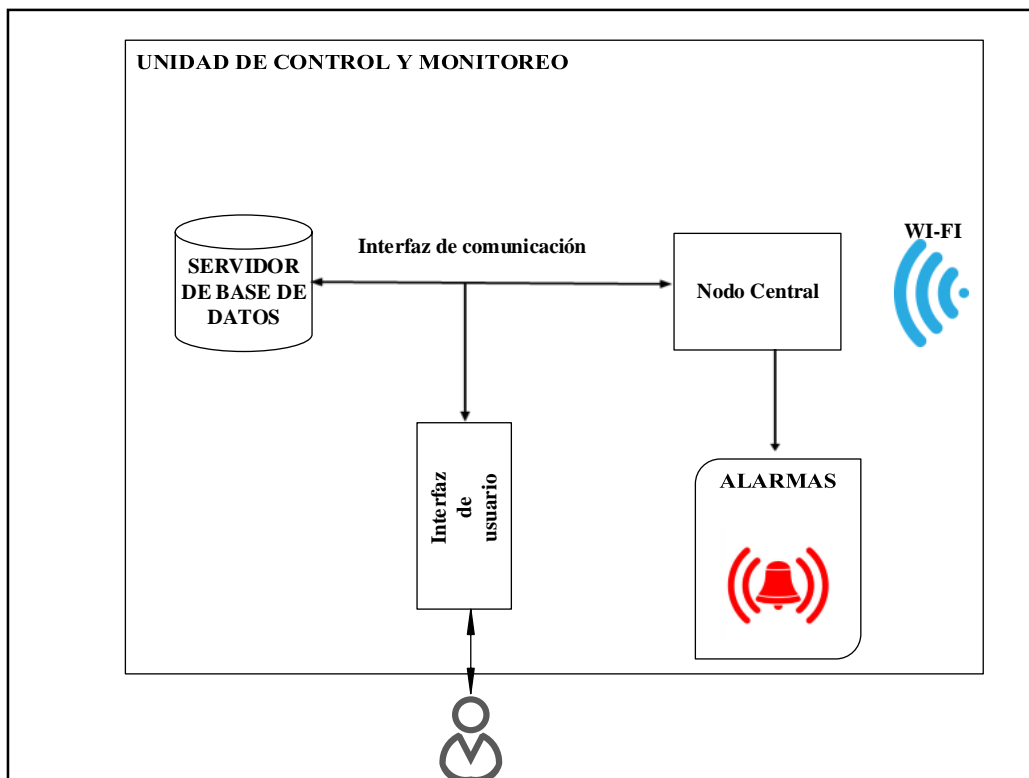 UNIDAD DE CONTROL Y MONITOREO
WI-FI
Interfaz de comunicación
SERVIDOR
DE BASE DE
DATOS
Nodo Central
Interfaz
de
usuario
ALARMAS